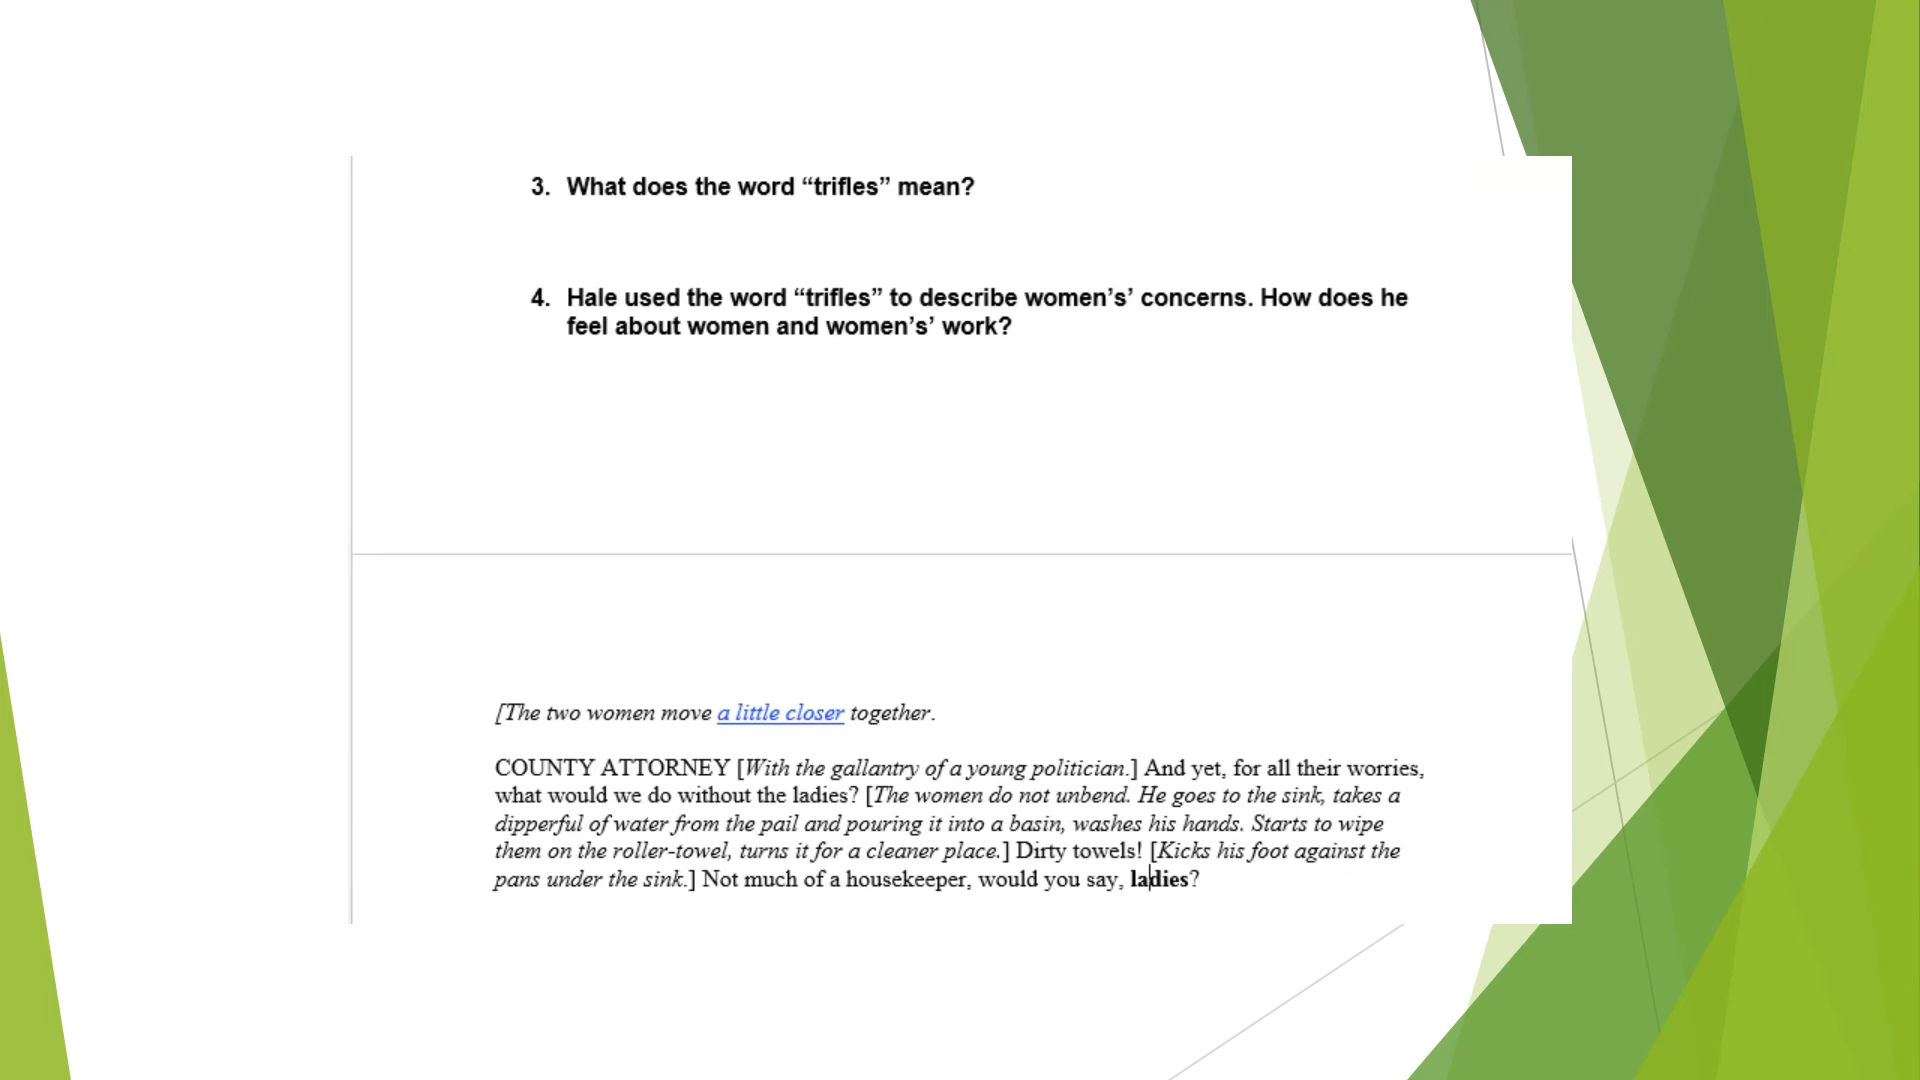 3. What does the word “trifles” mean?
4. Hale used the word “trifles” to describe women’s’ concerns. How does he
feel about women and women’s’ work?
[The two women move a little closer together.
COUNTY ATTORNEY [With the gallantry of a young politician.] And yet, for all their worries,
what would we do without the ladies? [The women do not unbend. He goes to the sink, takes a
dipperful of water from the pail and pouring it into a basin, washes his hands. Starts to wipe
them on the roller-towel, turns it for a cleaner place.] Dirty towels! [Kicks his foot against the
pans under the sink.] Not much of a housekeeper, would you say, ladies?